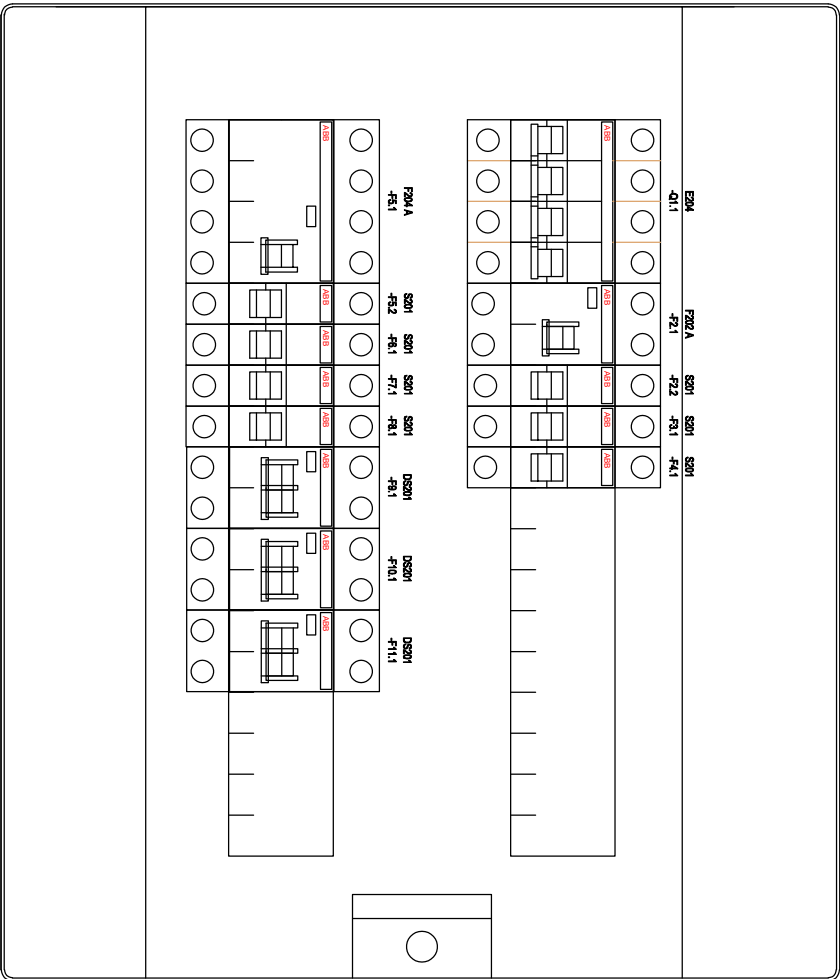 E204
-Q1.1
F202 A
-F2.1
S201
-F2.2
S201
-F3.1
S201
-F4.1
ABB
ABB
ABB
ABB
ABB
F204 A
-F5.1
S201
-F5.2
S201
-F6.1
S201
-F7.1
S201
-F8.1
DS201
-F9.1
DS201
-F10.1
DS201
-F11.1
ABB
ABB
ABB
ABB
ABB
ABB
ABB
ABB